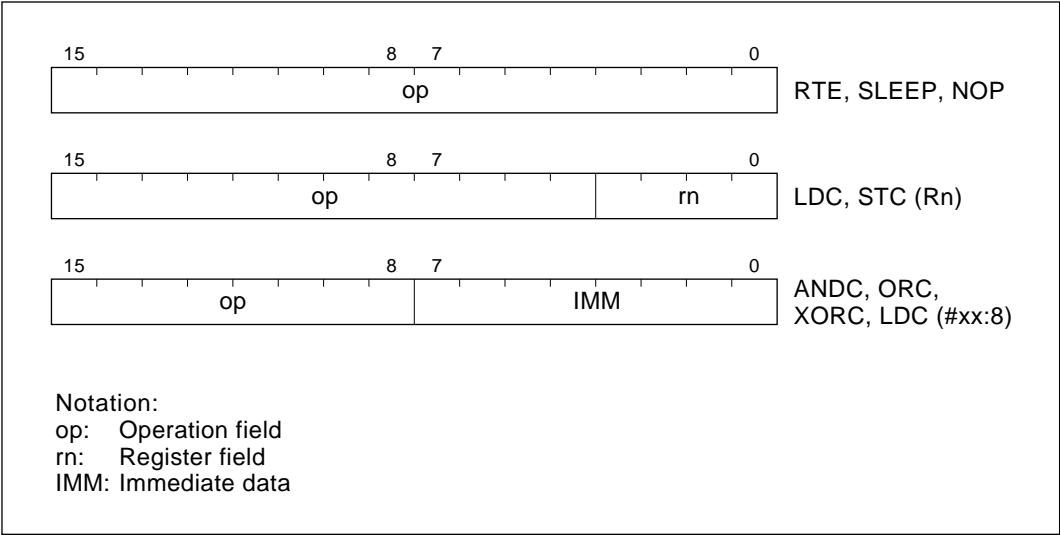 15 8 7 0
op RTE, SLEEP, NOP
15 8 7 0
op rn LDC, STC (Rn)
15 8 7 0
op IMM ANDC, ORC,
XORC, LDC (#xx:8)
Notation:
op: Operation field
rn: Register field
IMM: Immediate data